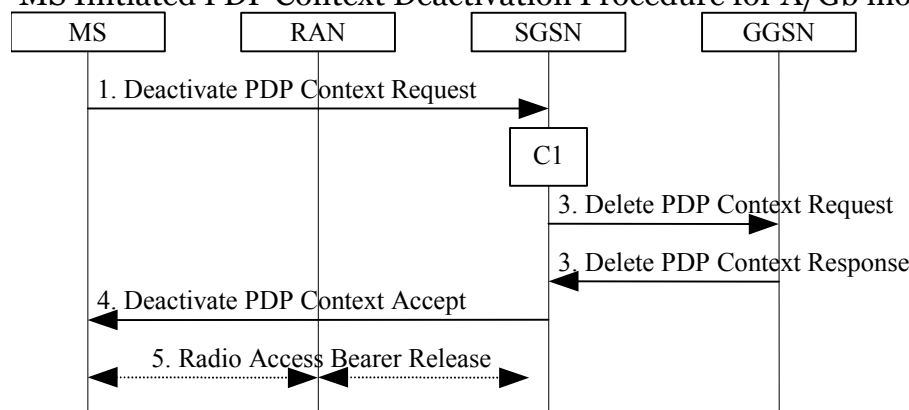 MS Initiated PDP Context Deactivation Procedure for A/Gb mo
MS
RAN
SGSN
GGSN
1. Deactivate PDP Context Request
C1
3. Delete PDP Context Request
3. Delete PDP Context Response
4. Deactivate PDP Context Accept
5. Radio Access Bearer Release